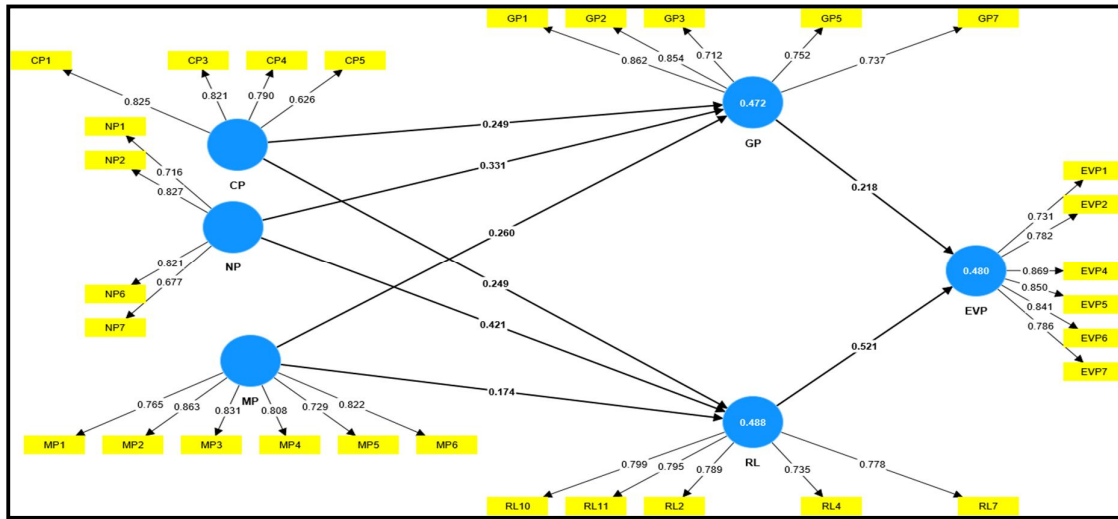 GP1 GP2 GP3 GP5 GP7
CP1 CP3 CP4 CP5
0.862 0.854 0.712 0.752 0.737
0.825 0.821 0.790 0.626
0.472
GP
NP1
NP2
0.716
0.827
CP
0.249
0.331
0.260
0.249
0.421
0.174
0.218
0.521
NP
0.821
0.677
NP6
NP7
EVP1
EVP2
EVP4
EVP5
EVP6
EVP7
0.731
0.782
0.869
0.850
0.841
0.786
0.480
EVP
MP
0.765 0.863 0.831 0.808 0.729 0.822
MP1 MP2 MP3 MP4 MP5 MP6
0.488
RL
0.799 0.795 0.789 0.735 0.778
RL10 RL11 RL2 RL4 RL7